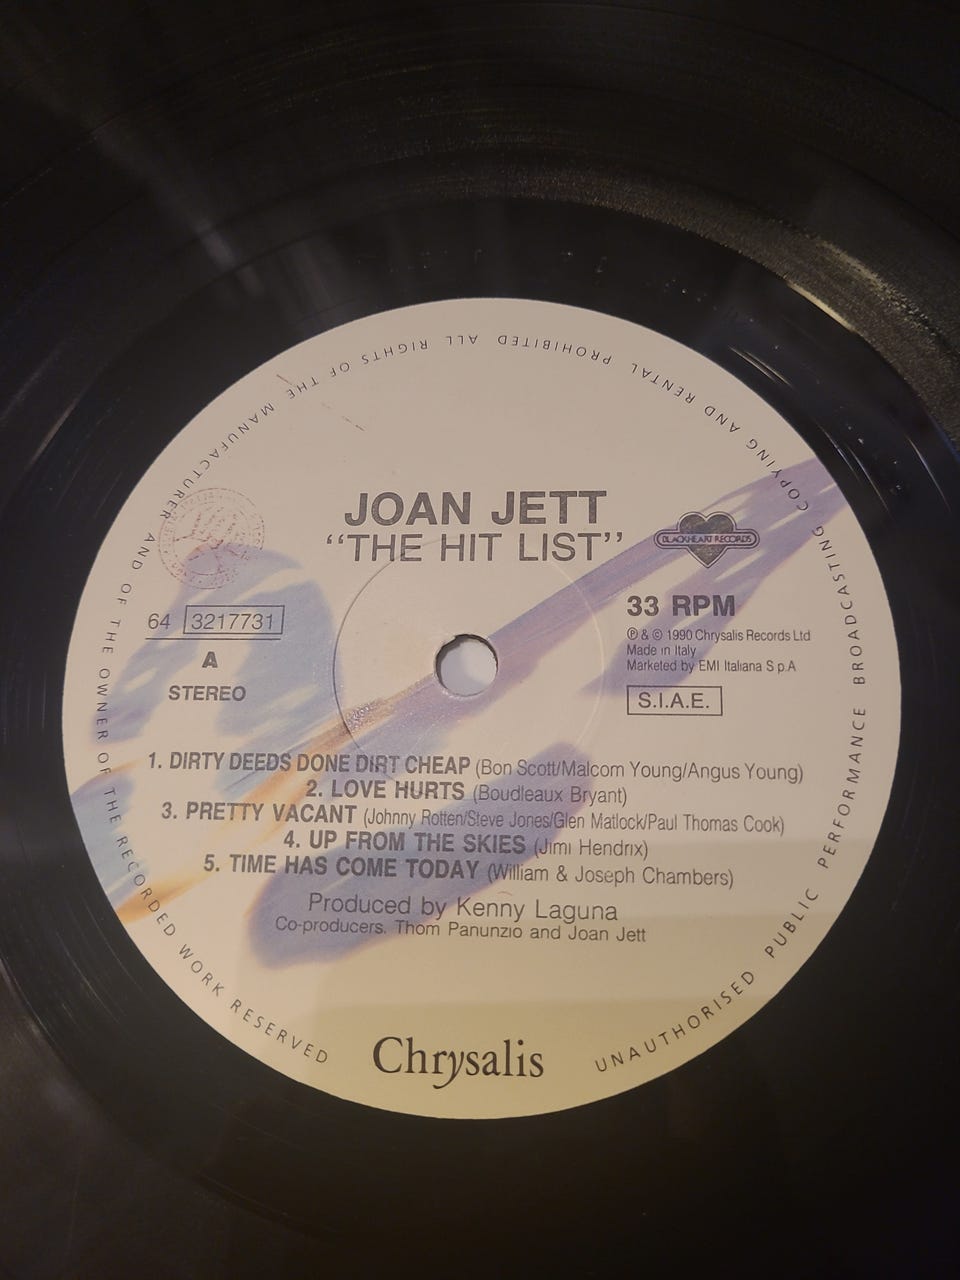 JOAN JETT
“THE HIT LIST”
BLACKHEART RECORDS
64 3217731
A
STEREO
33 RPM
℗ & © 1990 Chrysalis Records Ltd
Made in Italy
Marketed by EMI Italiana S.p.A
S.I.A.E.
1. DIRTY DEEDS DONE DIRT CHEAP (Bon Scott/Malcom Young/Angus Young)
2. LOVE HURTS (Boudleaux Bryant)
3. PRETTY VACANT (Johnny Rotten/Steve Jones/Glen Matlock/Paul Thomas Cook)
4. UP FROM THE SKIES (Jimi Hendrix)
5. TIME HAS COME TODAY (William & Joseph Chambers)
Produced by Kenny Laguna
Co-producers. Thom Panunzio and Joan Jett
Chrysalis
ALL RIGHTS OF THE MANUFACTURER AND OF THE OWNER OF THE RECORDED WORK RESERVED UNAUTHORISED PUBLIC PERFORMANCE BROADCASTING COPYING AND RENTAL PROHIBITED